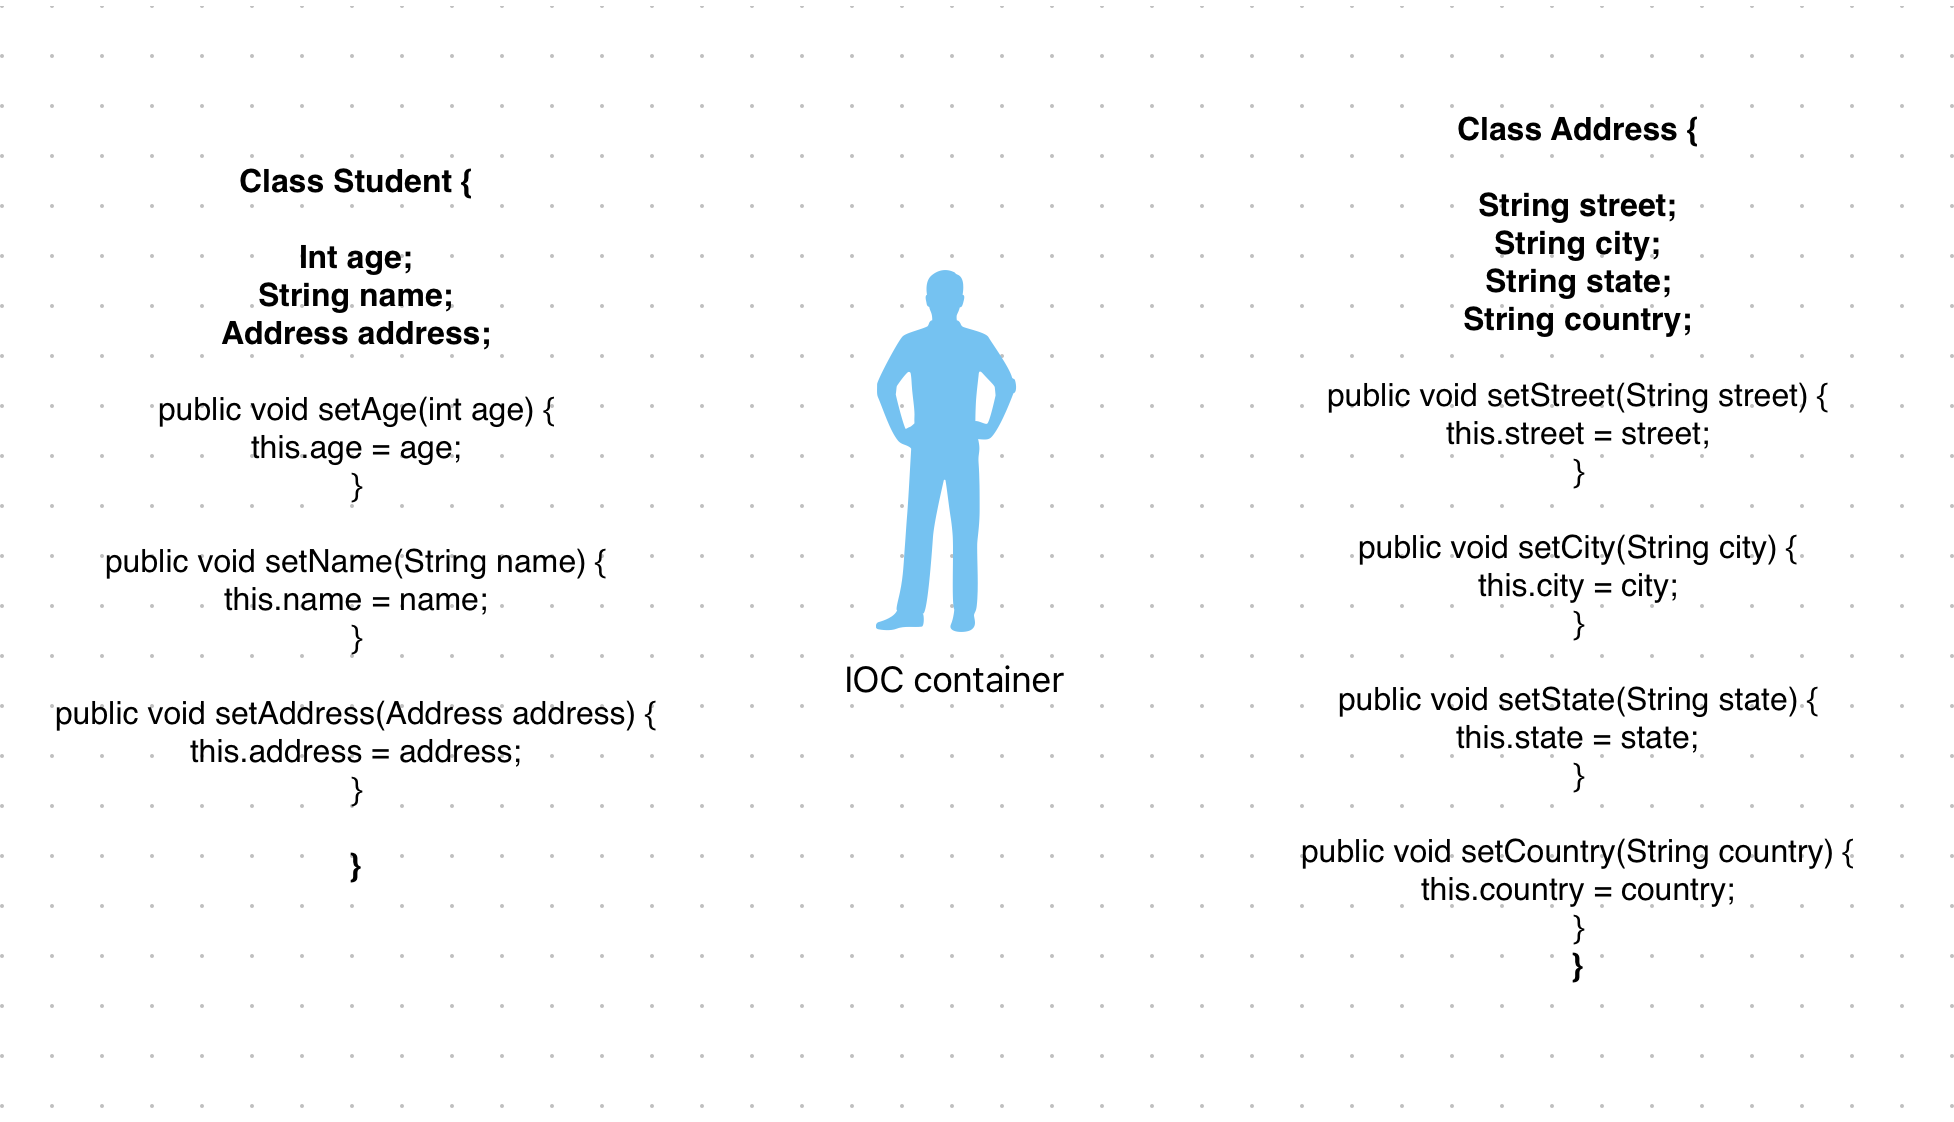 Class Student {
Int age;
String name;
Address address;
public void setAge(int age) {
this.age = age;
}
public void setName(String name) {
this.name = name;
}
public void setAddress(Address address) {
this.address = address;
}
}
IOC container
Class Address {
String street;
String city;
String state;
String country;
public void setStreet(String street) {
this.street = street;
}
public void setCity(String city) {
this.city = city;
}
public void setState(String state) {
this.state = state;
}
public void setCountry(String country) {
this.country = country;
}
}